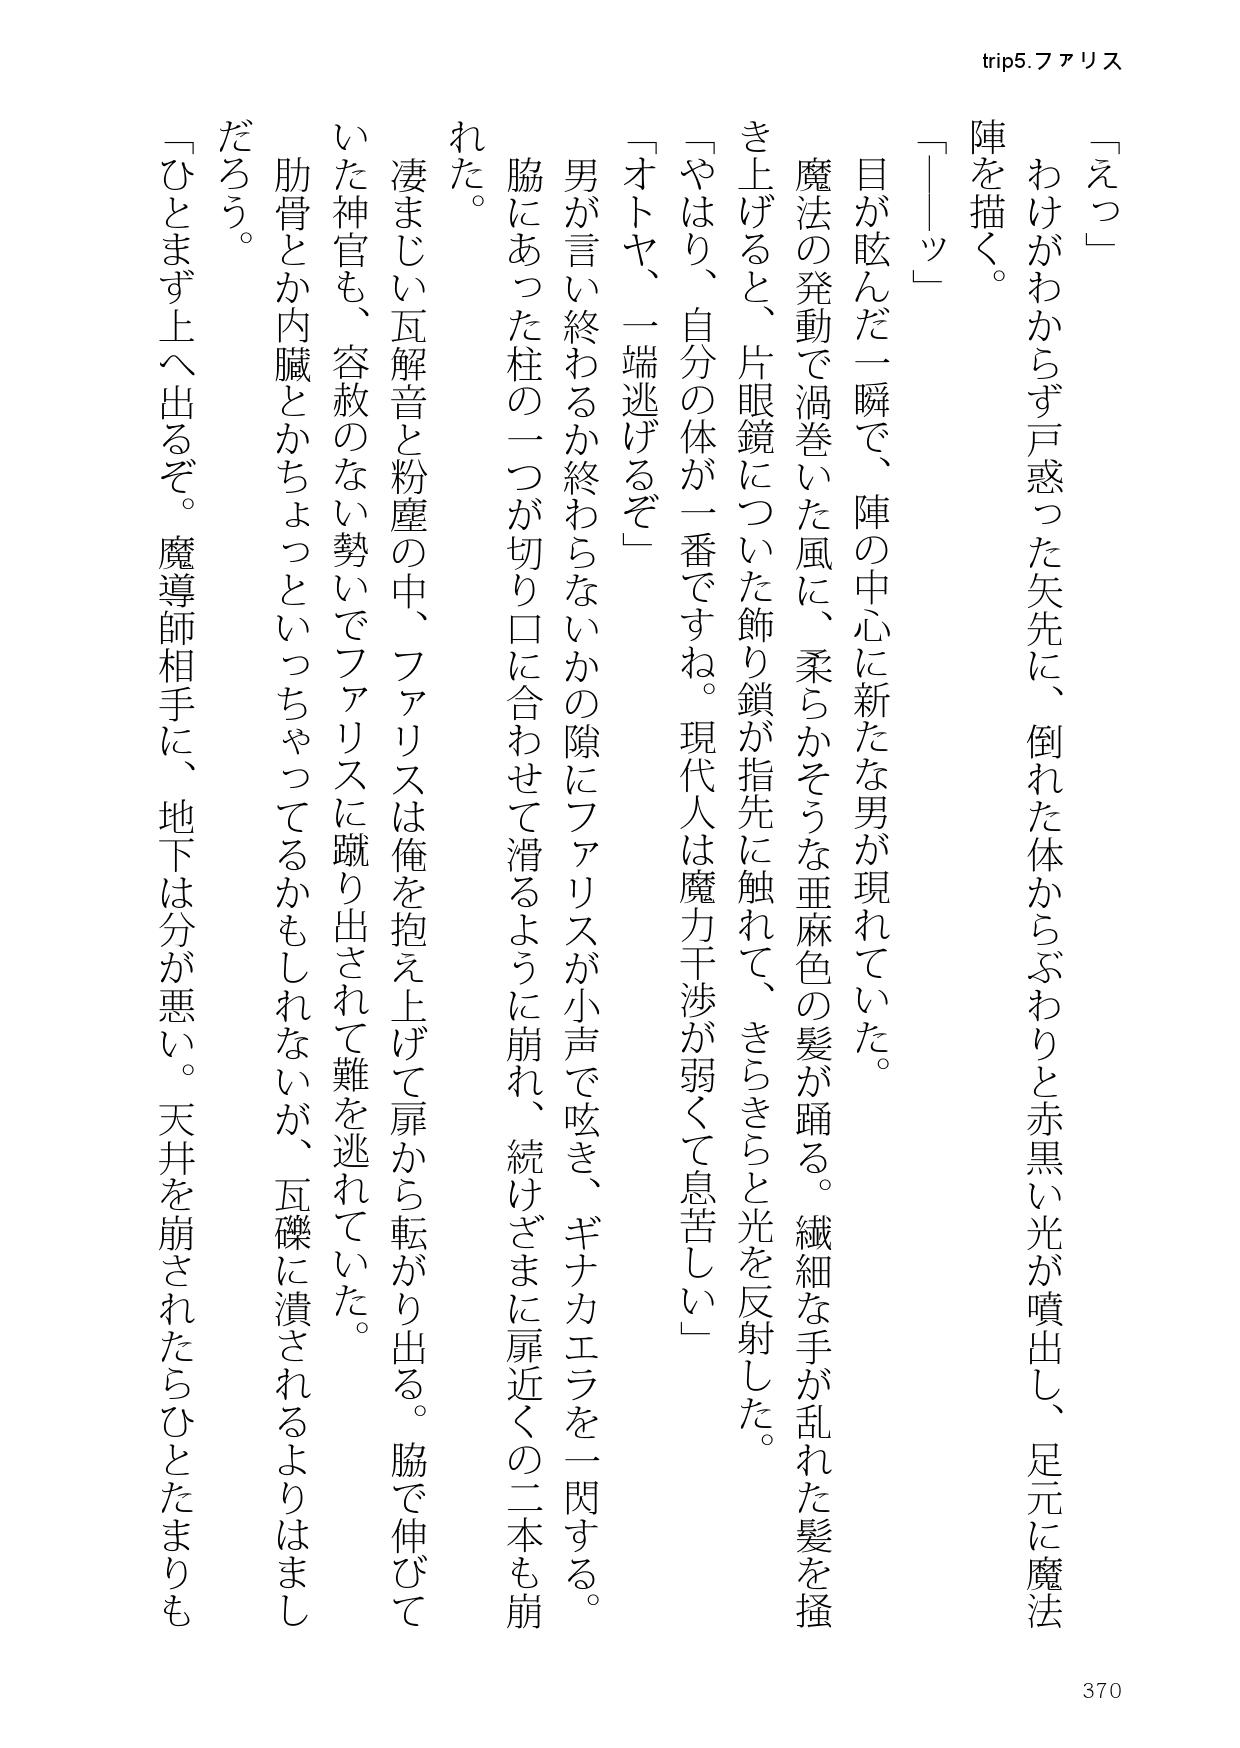 trip5.ファリス
「えっ」
　わけがわからず戸惑った矢先に、倒れた体からぶわりと赤黒い光が噴出し、足元に魔法
陣を描く。
「――ッ」
　目が眩んだ一瞬で、陣の中心に新たな男が現れていた。
　魔法の発動で渦巻いた風に、柔らかそうな亜麻色の髪が踊る。繊細な手が乱れた髪を掻
き上げると、片眼鏡についた飾り鎖が指先に触れて、きらきらと光を反射した。
「やはり、自分の体が一番ですね。現代人は魔力干渉が弱くて息苦しい」
「オトヤ、一端逃げるぞ」
　男が言い終わるか終わらないかの隙にファリスが小声で呟き、ギナカエラを一閃する。
　脇にあった柱の一つが切り口に合わせて滑るように崩れ、続けざまに扉近くの二本も崩
れた。
　凄まじい瓦解音と粉塵の中、ファリスは俺を抱え上げて扉から転がり出る。脇で伸びて
いた神官も、容赦のない勢いでファリスに蹴り出されて難を逃れていた。
　肋骨とか内臓とかちょっといっちゃってるかもしれないが、瓦礫に潰されるよりはまし
だろう。
「ひとまず上へ出るぞ。魔導師相手に、地下は分が悪い。天井を崩されたらひとたまりも
370